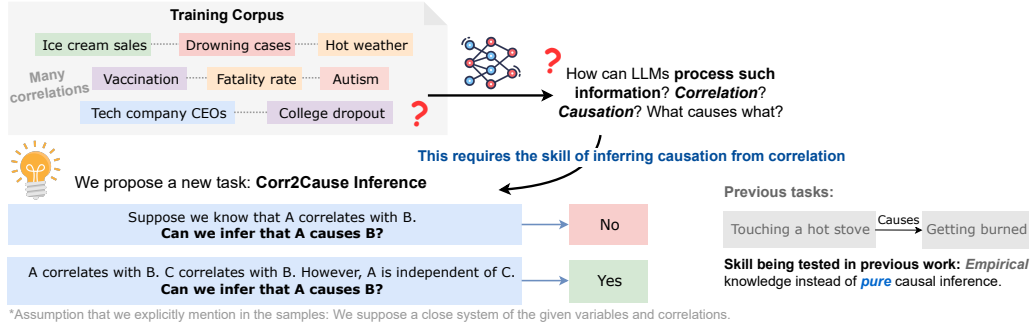 Training Corpus
Ice cream sales
Drowning cases
Hot weather
Many correlations
Vaccination
Fatality rate
Autism
Tech company CEOs
College dropout
?
?
How can LLMs process such
information? Correlation?
Causation? What causes what?
This requires the skill of inferring causation from correlation
We propose a new task: Corr2Cause Inference
Suppose we know that A correlates with B.
Can we infer that A causes B?
No
A correlates with B. C correlates with B. However, A is independent of C.
Can we infer that A causes B?
Yes
Previous tasks:
Touching a hot stove
Causes
Getting burned
Skill being tested in previous work: Empirical
knowledge instead of pure causal inference.
*Assumption that we explicitly mention in the samples: We suppose a close system of the given variables and correlations.